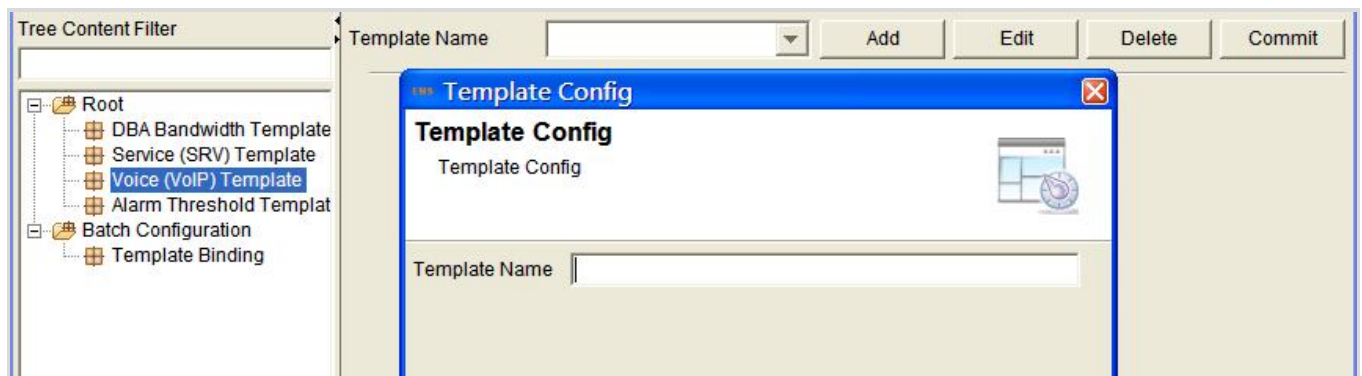 Tree Content Filter
Template Name
Add
Edit
Delete
Commit
Root
DBA Bandwidth Template
Service (SRV) Template
Voice (VoIP) Template
Alarm Threshold Templat
Batch Configuration
Template Binding
EMS Template Config
Template Config
Template Config
Template Name